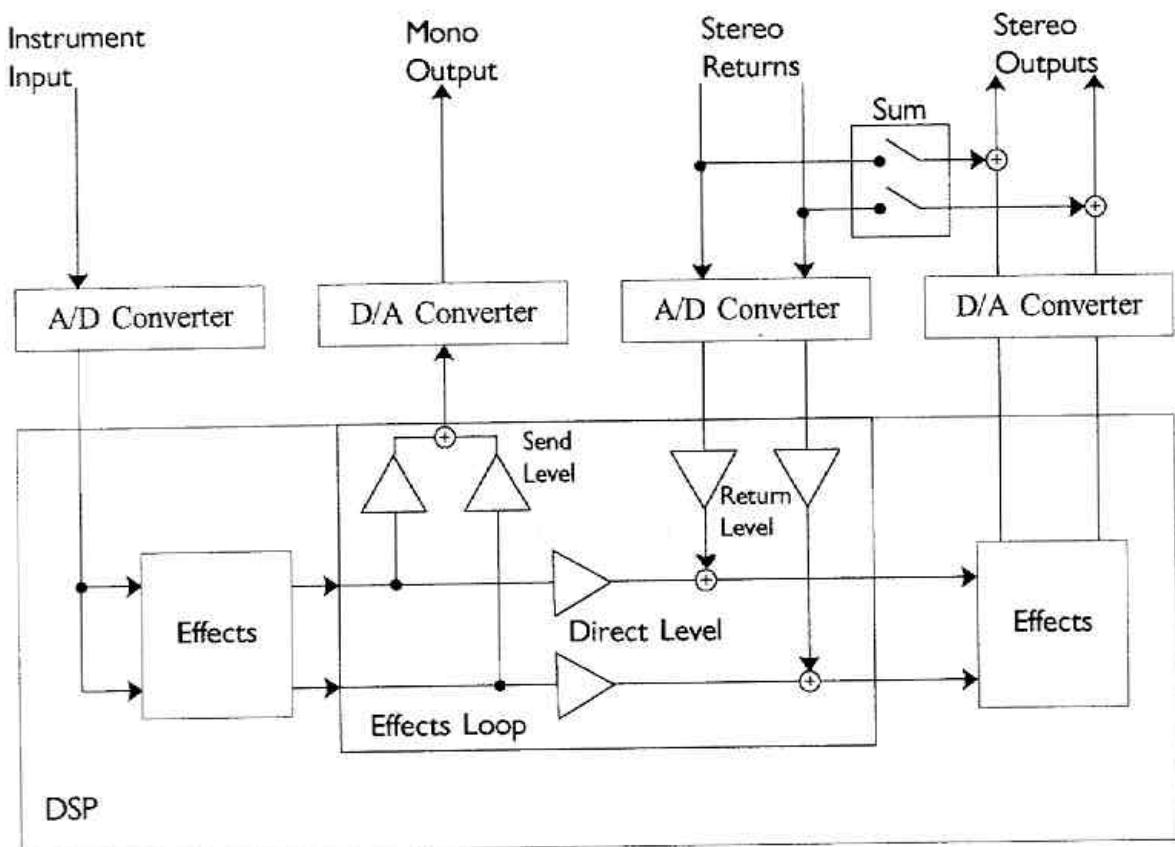 Instrument
Input
Mono
Output
Stereo
Returns
Stereo
Outputs
Sum
A/D Converter
D/A Converter
A/D Converter
D/A Converter
Send
Level
Return
Level
Effects
Direct Level
Effects
Effects Loop
DSP